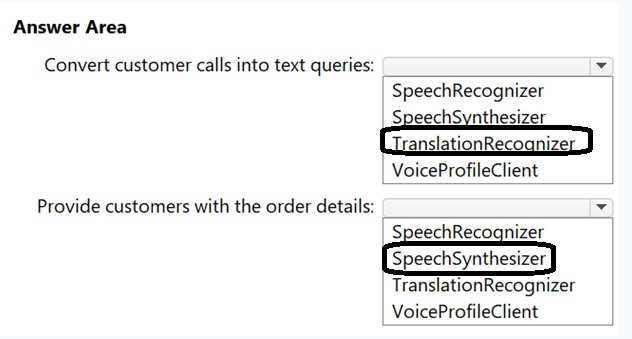 Answer Area
Convert customer calls into text queries:
SpeechRecognizer
SpeechSynthesizer
TranslationRecognizer
VoiceProfileClient
Provide customers with the order details:
SpeechRecognizer
SpeechSynthesizer
TranslationRecognizer
VoiceProfileClient